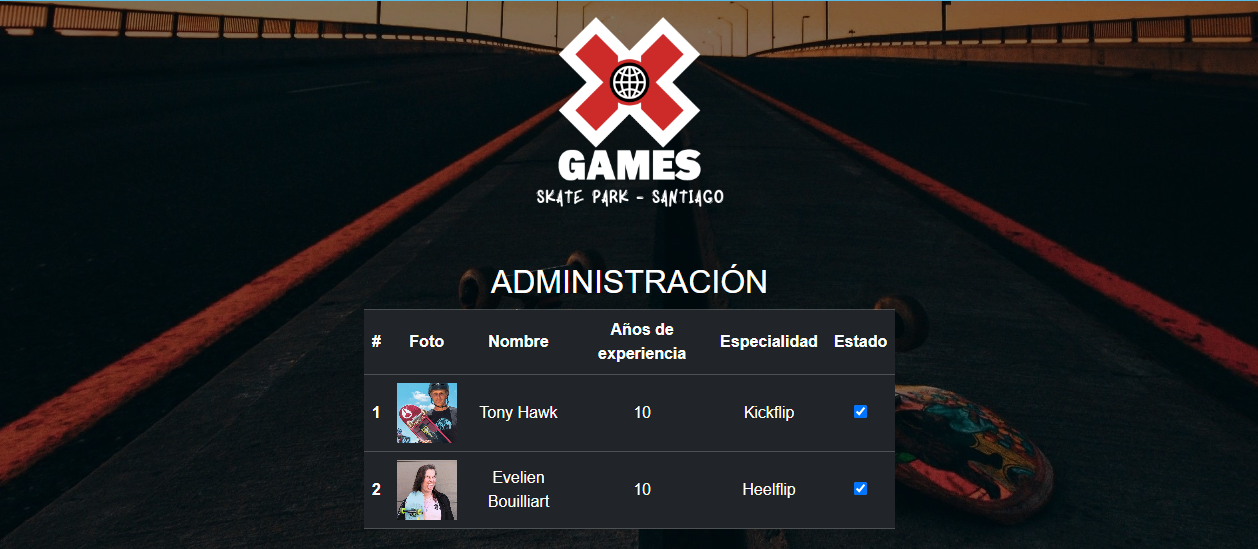 GAMES
SKATE PARK - SANTIAGO
ADMINISTRACIÓN
# Foto Nombre Años de experiencia Especialidad Estado
1 Tony Hawk 10 Kickflip
2 Evelien Bouilliart 10 Heelflip